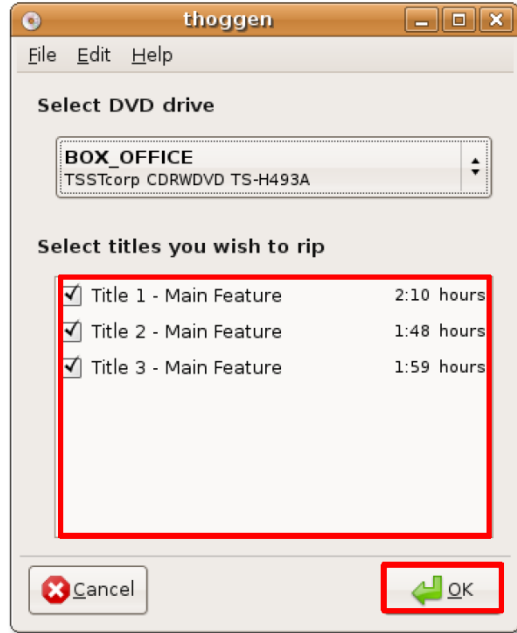 thoggen
File Edit Help
Select DVD drive
BOX_OFFICE
TSSTcorp CDRWDVD TS-H493A
Select titles you wish to rip
Title 1 - Main Feature 2:10 hours
Title 2 - Main Feature 1:48 hours
Title 3 - Main Feature 1:59 hours
Cancel OK